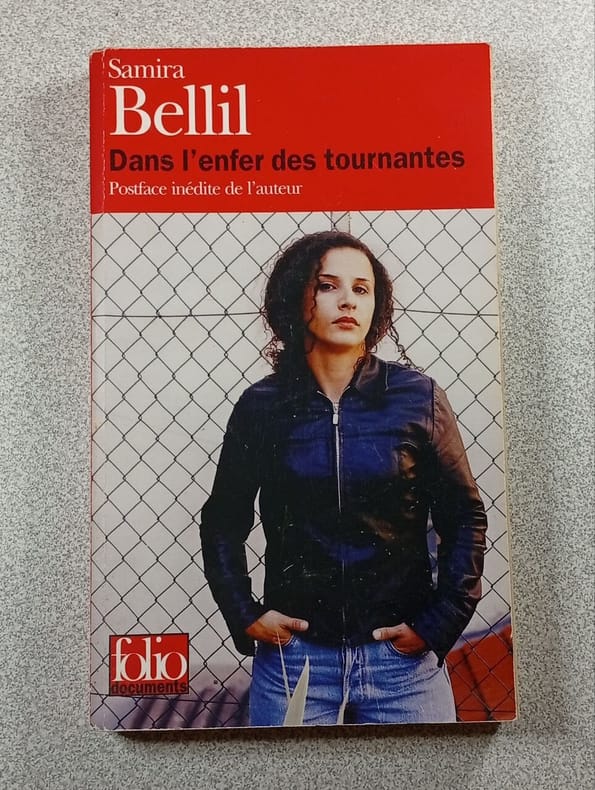 Samira
Bellil
Dans l'enfer des tournantes
Postface inédite de l'auteur
folio
documents